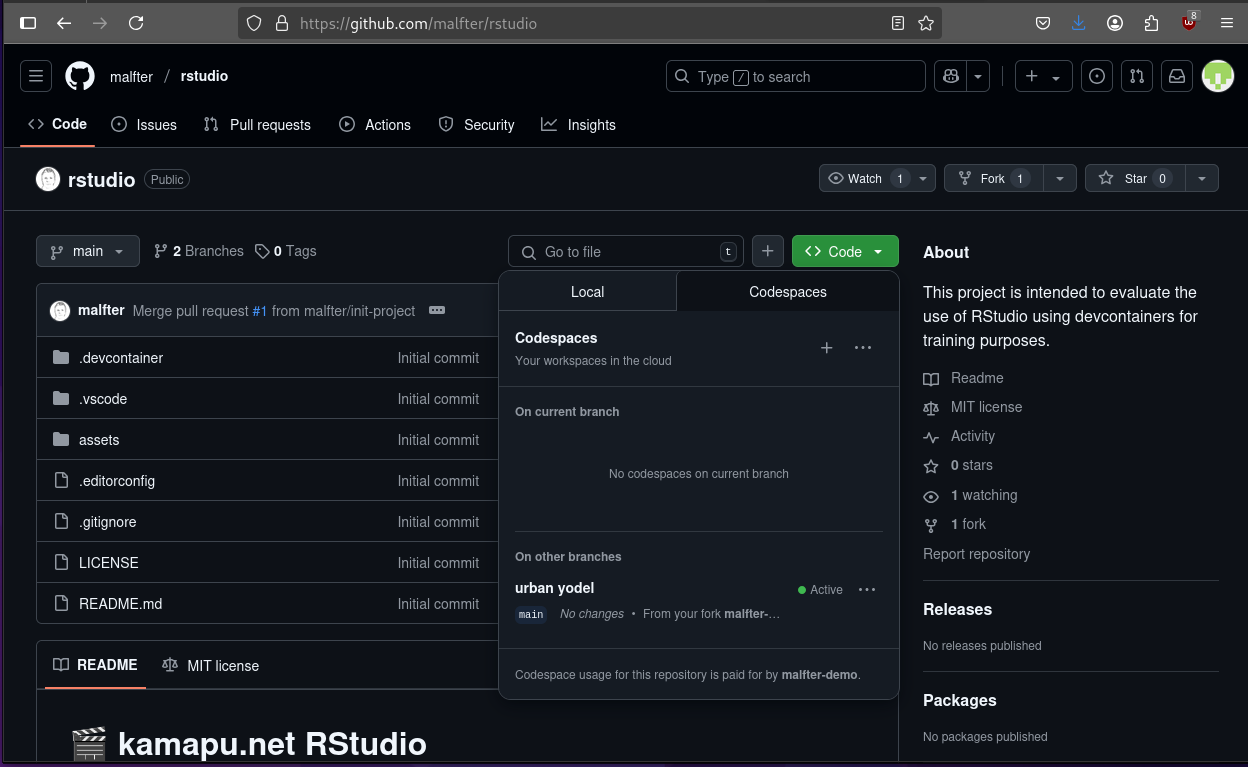 https://github.com/malfter/rstudio
8
malfter / rstudio
Type / to search
Code Issues Pull requests Actions Security Insights
rstudio Public
Watch 1 Fork 1 Star 0
main 2 Branches 0 Tags
Go to file t
Code
malfter Merge pull request #1 from malfter/init-project
.devcontainer Initial commit
.vscode Initial commit
assets Initial commit
.editorconfig Initial commit
.gitignore Initial commit
LICENSE Initial commit
README.md Initial commit
README MIT license
kamapu.net RStudio
Local Codespaces
Codespaces
Your workspaces in the cloud
On current branch
No codespaces on current branch
On other branches
urban yodel Active
main No changes • From your fork malfter-…
Codespace usage for this repository is paid for by malfter-demo.
About
This project is intended to evaluate the
use of RStudio using devcontainers for
training purposes.
Readme
MIT license
Activity
0 stars
1 watching
1 fork
Report repository
Releases
No releases published
Packages
No packages published